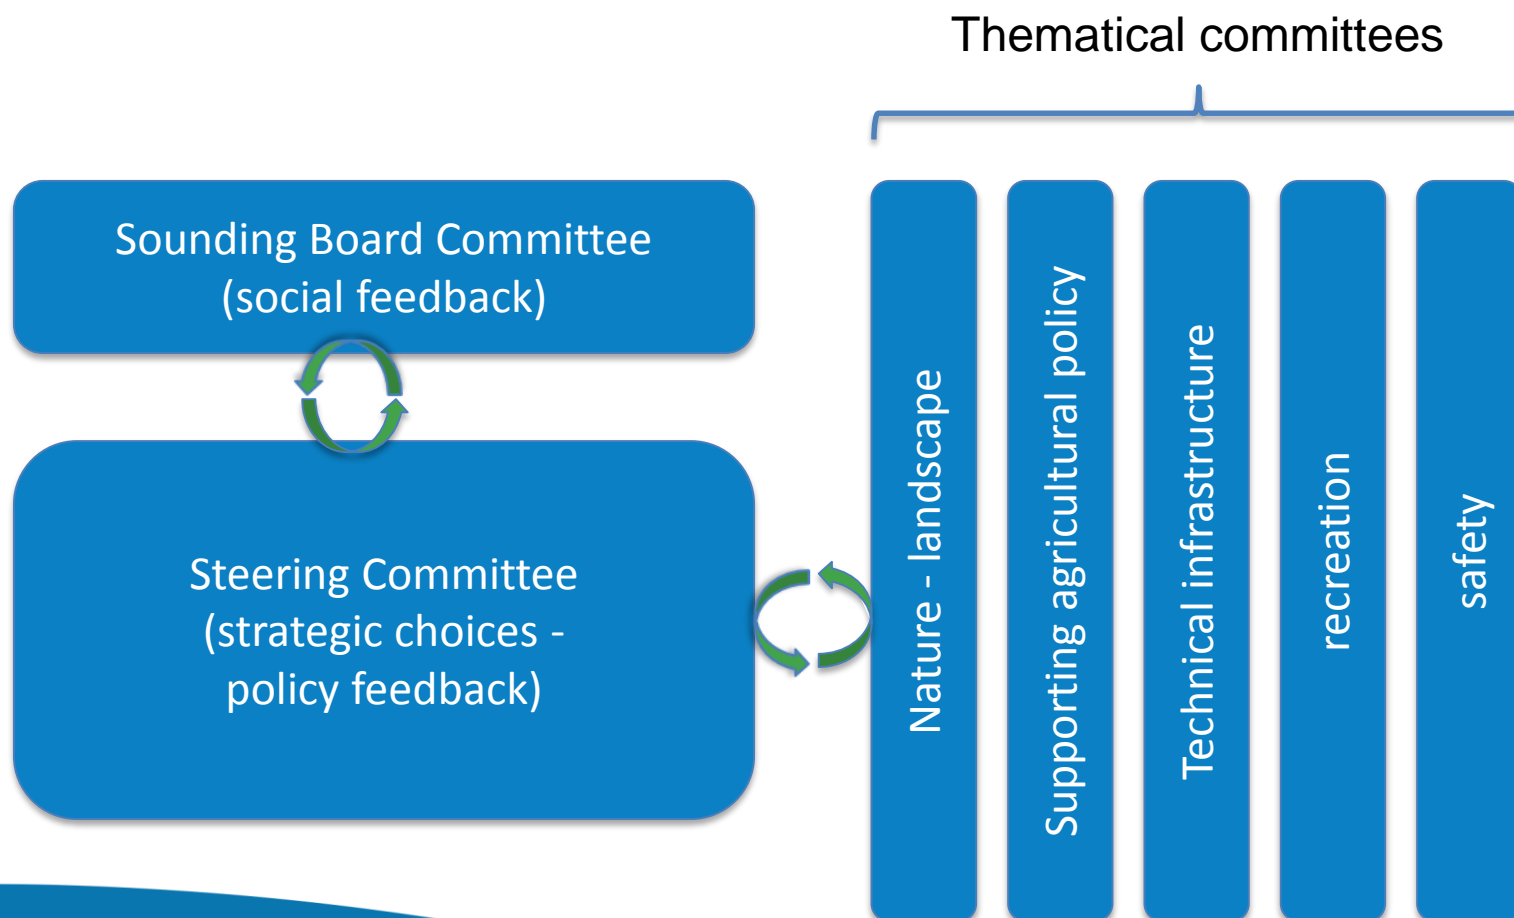 Thematical committees
Sounding Board Committee
(social feedback)
Steering Committee
(strategic choices -
policy feedback)
Nature - landscape
Supporting agricultural policy
Technical infrastructure
recreation
safety